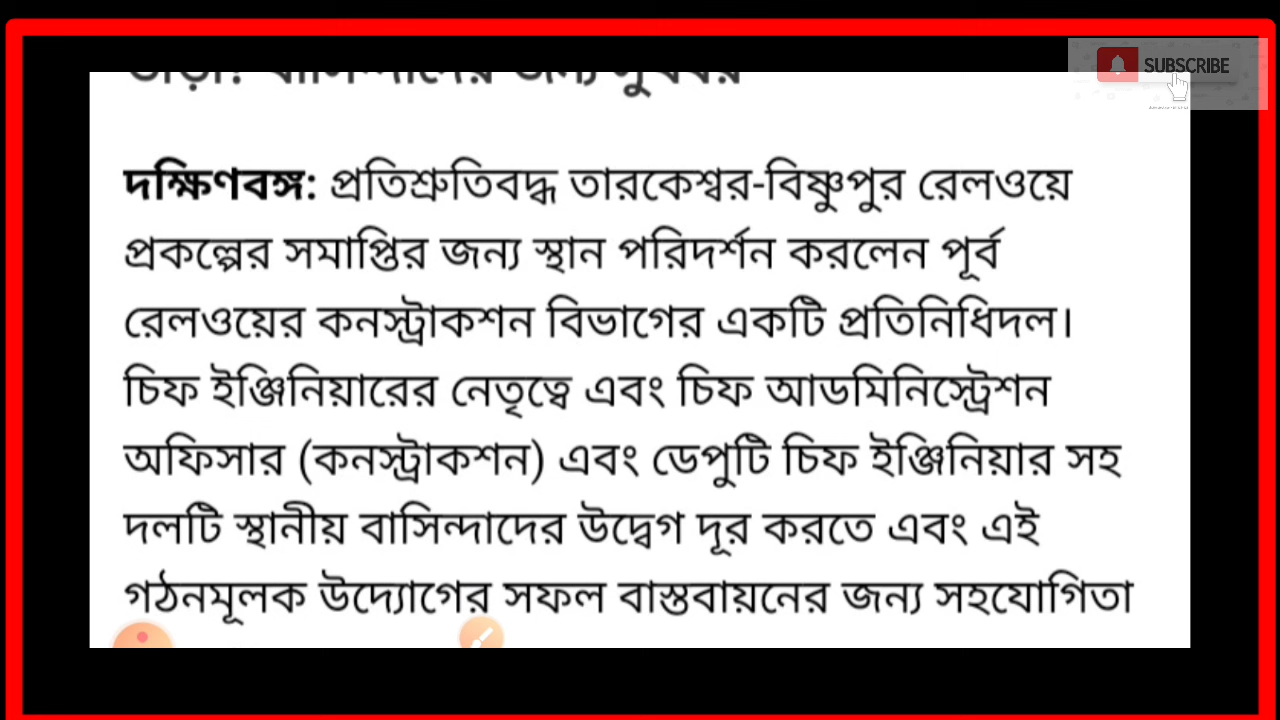 SUBSCRIBE
দক্ষিণবঙ্গ: প্রতিশ্রুতিবদ্ধ তারকেশ্বর-বিষ্ণুপুর রেলওয়ে
প্রকল্পের সমাপ্তির জন্য স্থান পরিদর্শন করলেন পূর্ব
রেলওয়ের কনস্ট্রাকশন বিভাগের একটি প্রতিনিধিদল।
চিফ ইঞ্জিনিয়ারের নেতৃত্বে এবং চিফ আডমিনিস্ট্রেশন
অফিসার (কনস্ট্রাকশন) এবং ডেপুটি চিফ ইঞ্জিনিয়ার সহ
দলটি স্থানীয় বাসিন্দাদের উদ্বেগ দূর করতে এবং এই
গঠনমূলক উদ্যোগের সফল বাস্তবায়নের জন্য সহযোগিতা